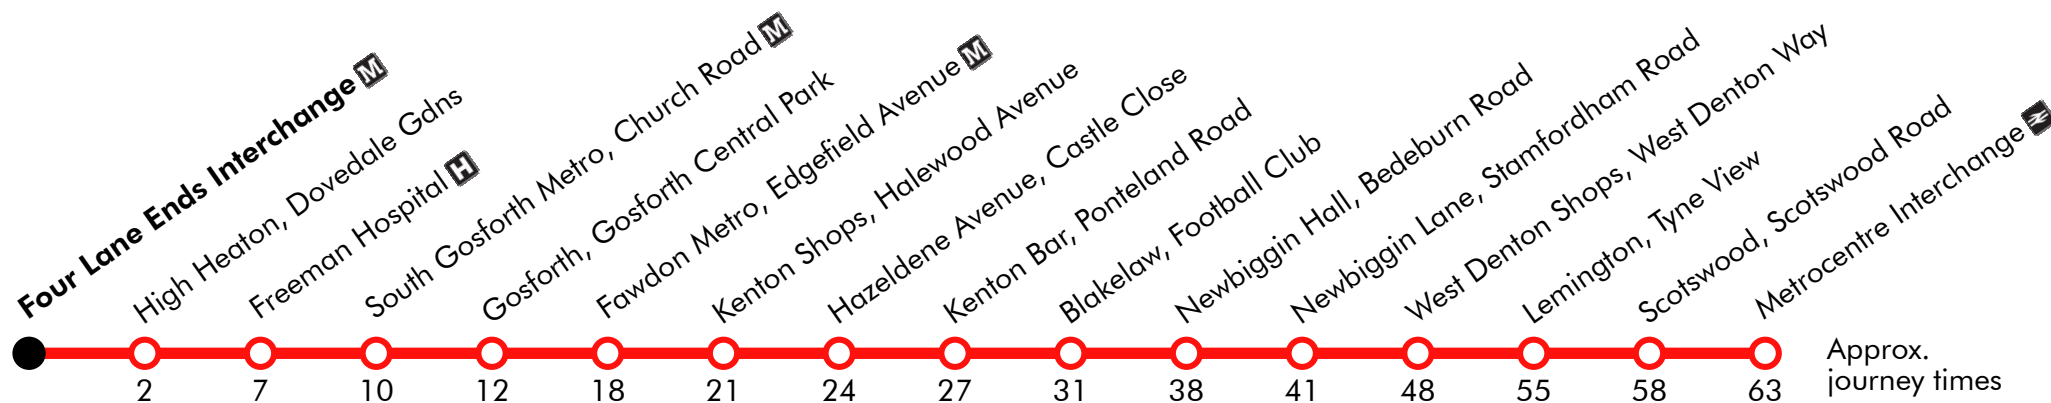 Four Lane Ends Interchange M
High Heaton, Dovedale Gdns
Freeman Hospital H
South Gosforth Metro, Church Road M
Gosforth, Gosforth Central Park
Fawdon Metro, Edgefield Avenue M
Kenton Shops, Halewood Avenue
Hazeldene Avenue, Castle Close
Kenton Bar, Ponteland Road
Blakelaw, Football Club
Newbiggin Hall, Bedeburn Road
Newbiggin Lane, Stamfordham Road
West Denton Shops, West Denton Way
Lemington, Tyne View
Scotswood, Scotswood Road
Metrocentre Interchange
2 7 10 12 18 21 24 27 31 38 41 48 55 58 63
Approx.
journey times